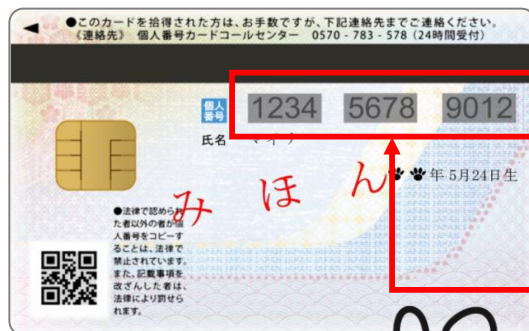 ●このカードを拾得された方は、お手数ですが、下記連絡先までご連絡ください。
《連絡先》 個人番号カードコールセンター 0570-783-578 (24時間受付)
個人番号 1234 5678 9012
氏名
年 5月24日生
みほん
●法律で認められ
た者以外の者が個
人番号をコピーす
ることは、法律で
禁止されています。
また、記載事項を
改ざんした者は、
法律により罰せら
れます。